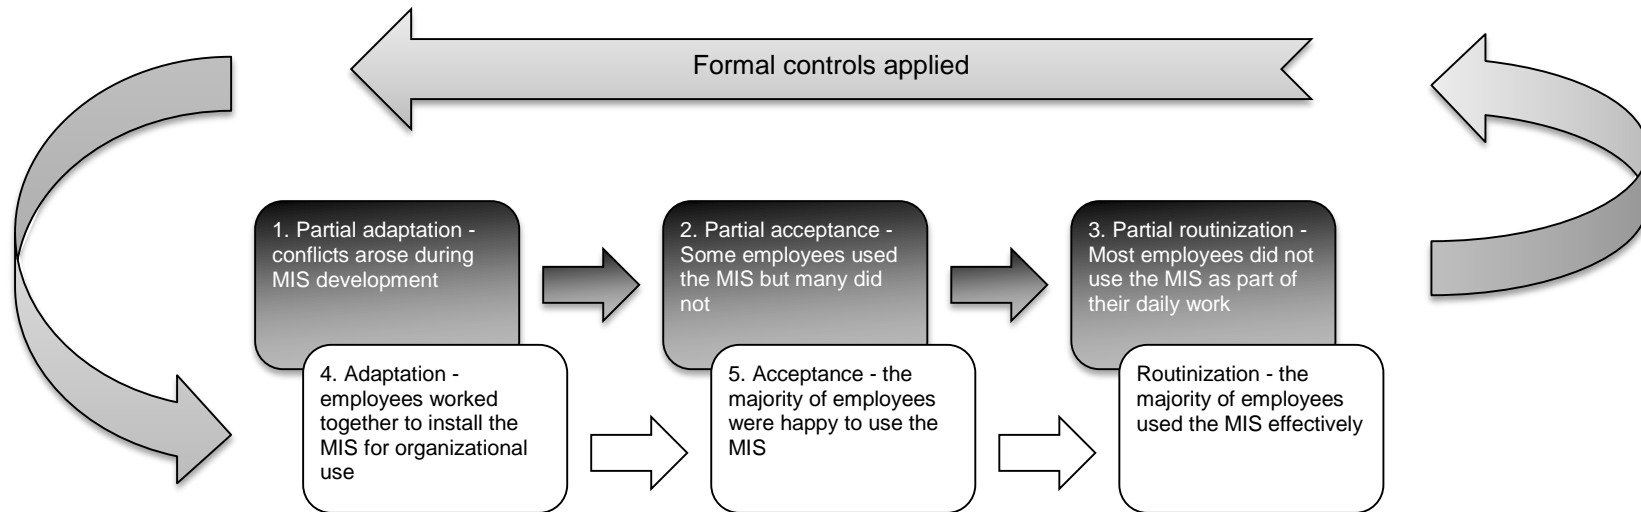 Formal controls applied
1. Partial adaptation -
conflicts arose during
MIS development
2. Partial acceptance -
Some employees used
the MIS but many did
not
3. Partial routinization -
Most employees did not
use the MIS as part of
their daily work
4. Adaptation -
employees worked
together to install the
MIS for organizational
use
5. Acceptance - the
majority of employees
were happy to use the
MIS
Routinization - the
majority of employees
used the MIS effectively